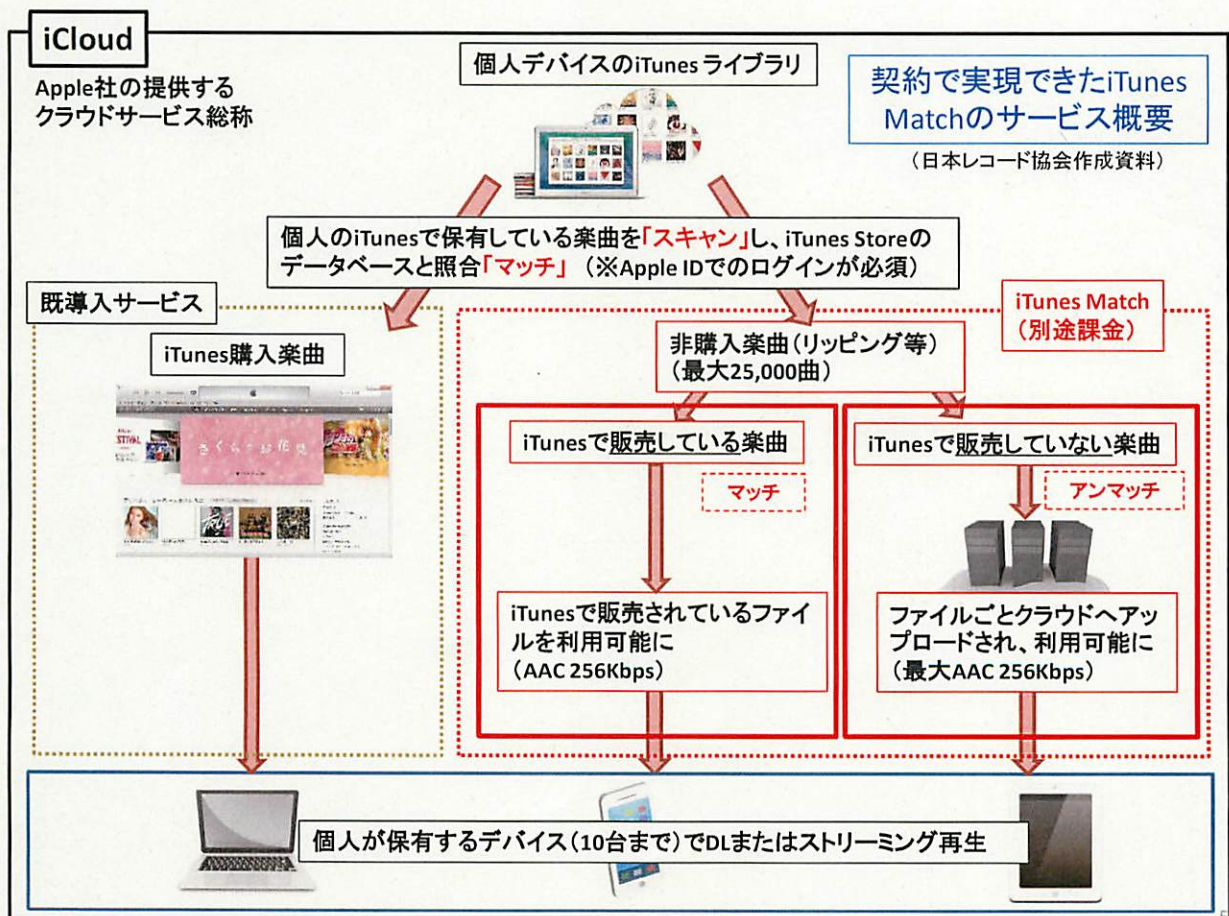 iCloud
Apple社の提供する
クラウドサービス総称
個人デバイスのiTunes ライブラリ
契約で実現できたiTunes
Matchのサービス概要
（日本レコード協会作成資料）
個人のiTunesで保有している楽曲を「スキャン」し、iTunes Storeの
データベースと照合「マッチ」 （※Apple IDでのログインが必須）
既導入サービス
iTunes購入楽曲
さくら お花見
iTunes Match
（別途課金）
非購入楽曲（リッピング等）
（最大25,000曲）
iTunesで販売している楽曲
マッチ
iTunesで販売されているファイ
ルを利用可能に
（AAC 256Kbps）
iTunesで販売していない楽曲
アンマッチ
ファイルごとクラウドへアッ
プロードされ、利用可能に
（最大AAC 256Kbps）
個人が保有するデバイス（10台まで）でDLまたはストリーミング再生